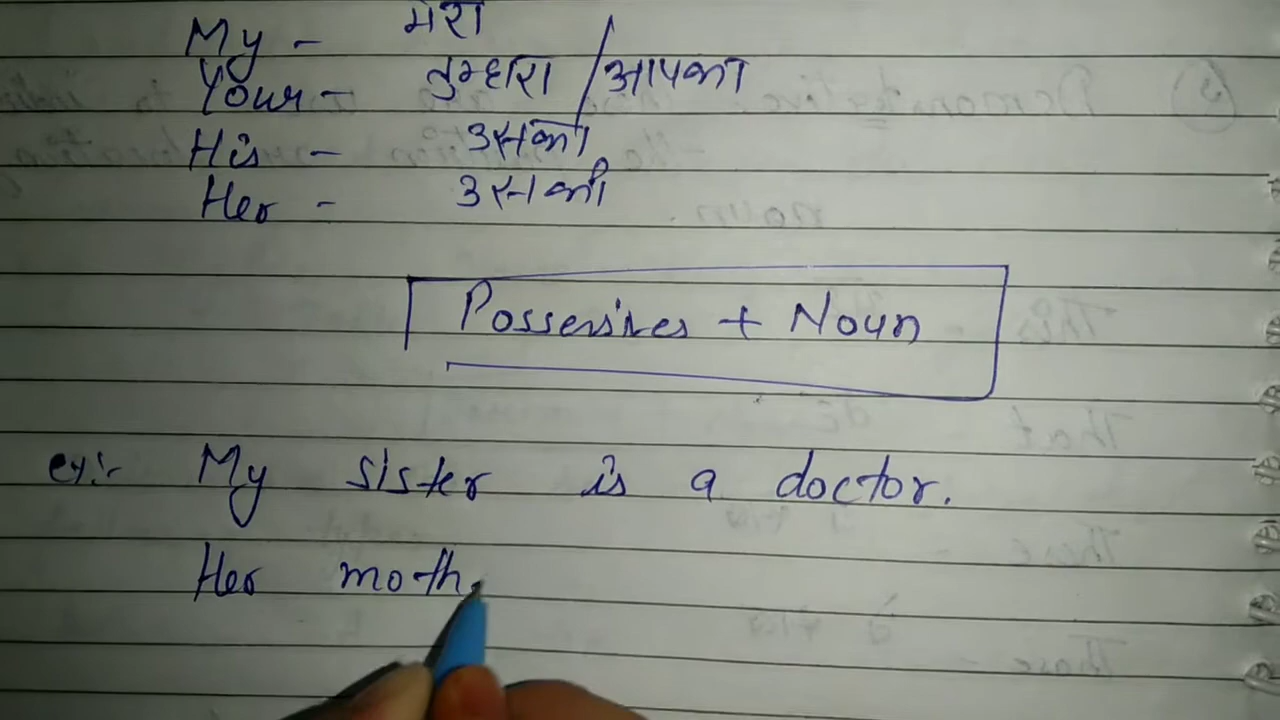 My - मेरा
Your - तुम्हारा / आपका
His - उसका
Her - उसकी
Possessives + Noun
ex:- My sister is a doctor.
Her moth